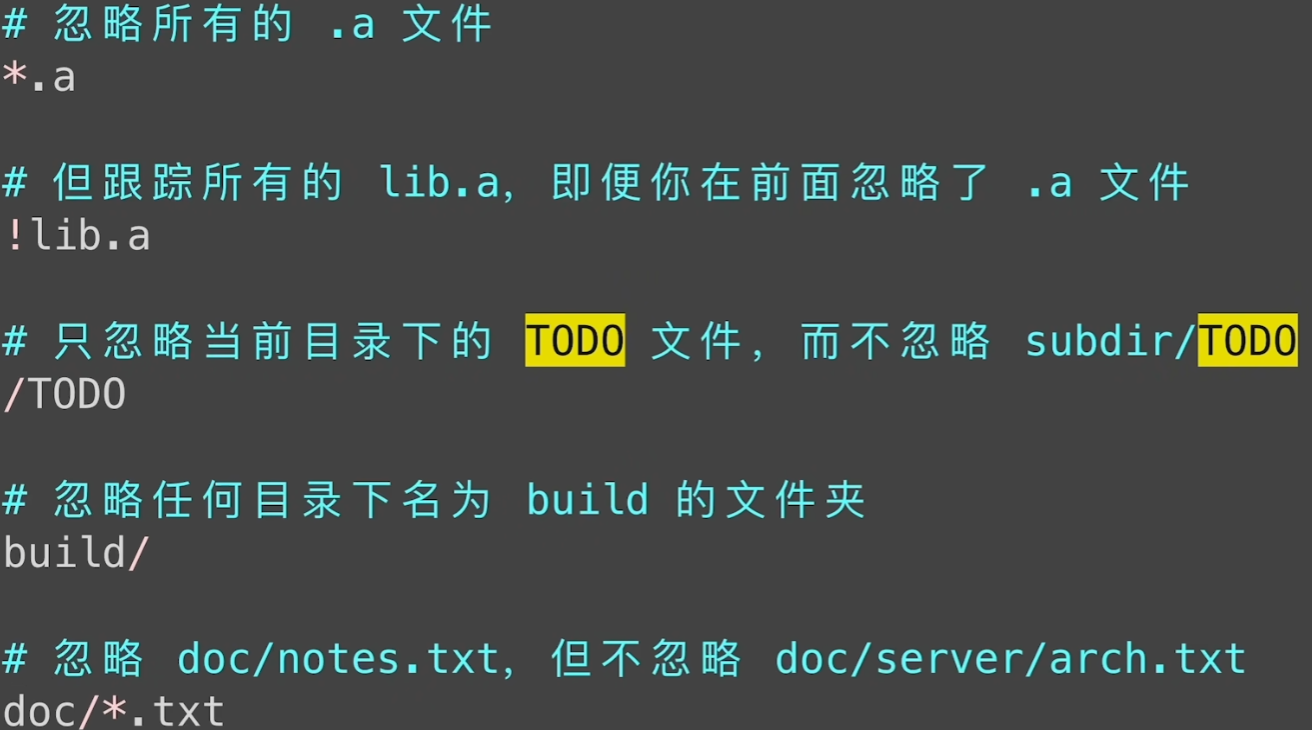 # 忽略所有的 .a 文件
*.a
# 但跟踪所有的 lib.a，即便你在前面忽略了 .a 文件
!lib.a
# 只忽略当前目录下的 TODO 文件，而不忽略 subdir/TODO
/TODO
# 忽略任何目录下名为 build 的文件夹
build/
# 忽略 doc/notes.txt，但不忽略 doc/server/arch.txt
doc/*.txt